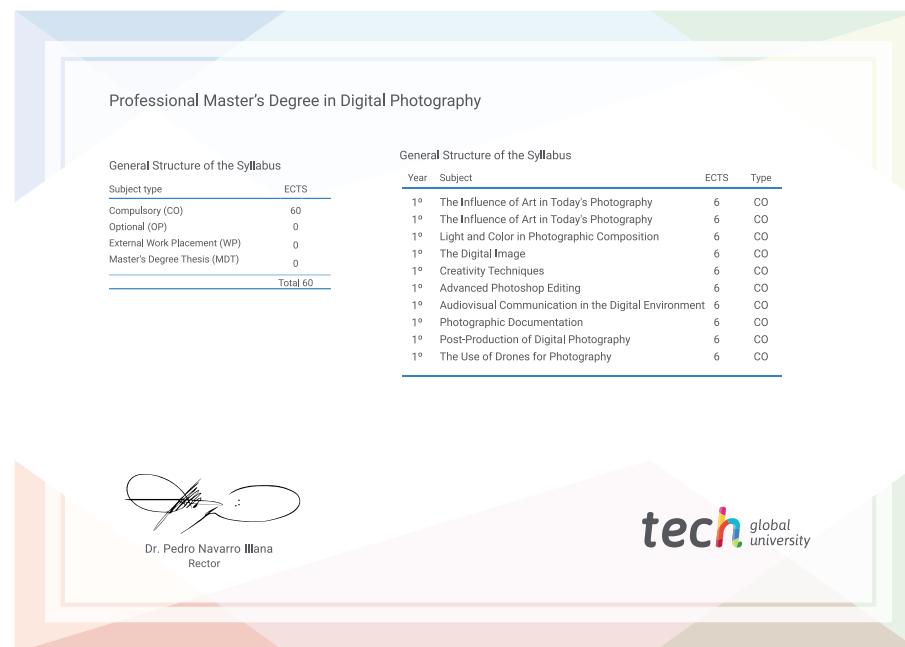 Professional Master's Degree in Digital Photography
General Structure of the Syllabus
Subject type ECTS
Compulsory (CO) 60
Optional (OP) 0
External Work Placement (WP) 0
Master's Degree Thesis (MDT) 0
Total 60
General Structure of the Syllabus
Year Subject ECTS Type
1º The Influence of Art in Today's Photography 6 CO
1º The Influence of Art in Today's Photography 6 CO
1º Light and Color in Photographic Composition 6 CO
1º The Digital Image 6 CO
1º Creativity Techniques 6 CO
1º Advanced Photoshop Editing 6 CO
1º Audiovisual Communication in the Digital Environment 6 CO
1º Photographic Documentation 6 CO
1º Post-Production of Digital Photography 6 CO
1º The Use of Drones for Photography 6 CO
Dr. Pedro Navarro Illana
Rector
tech global
university